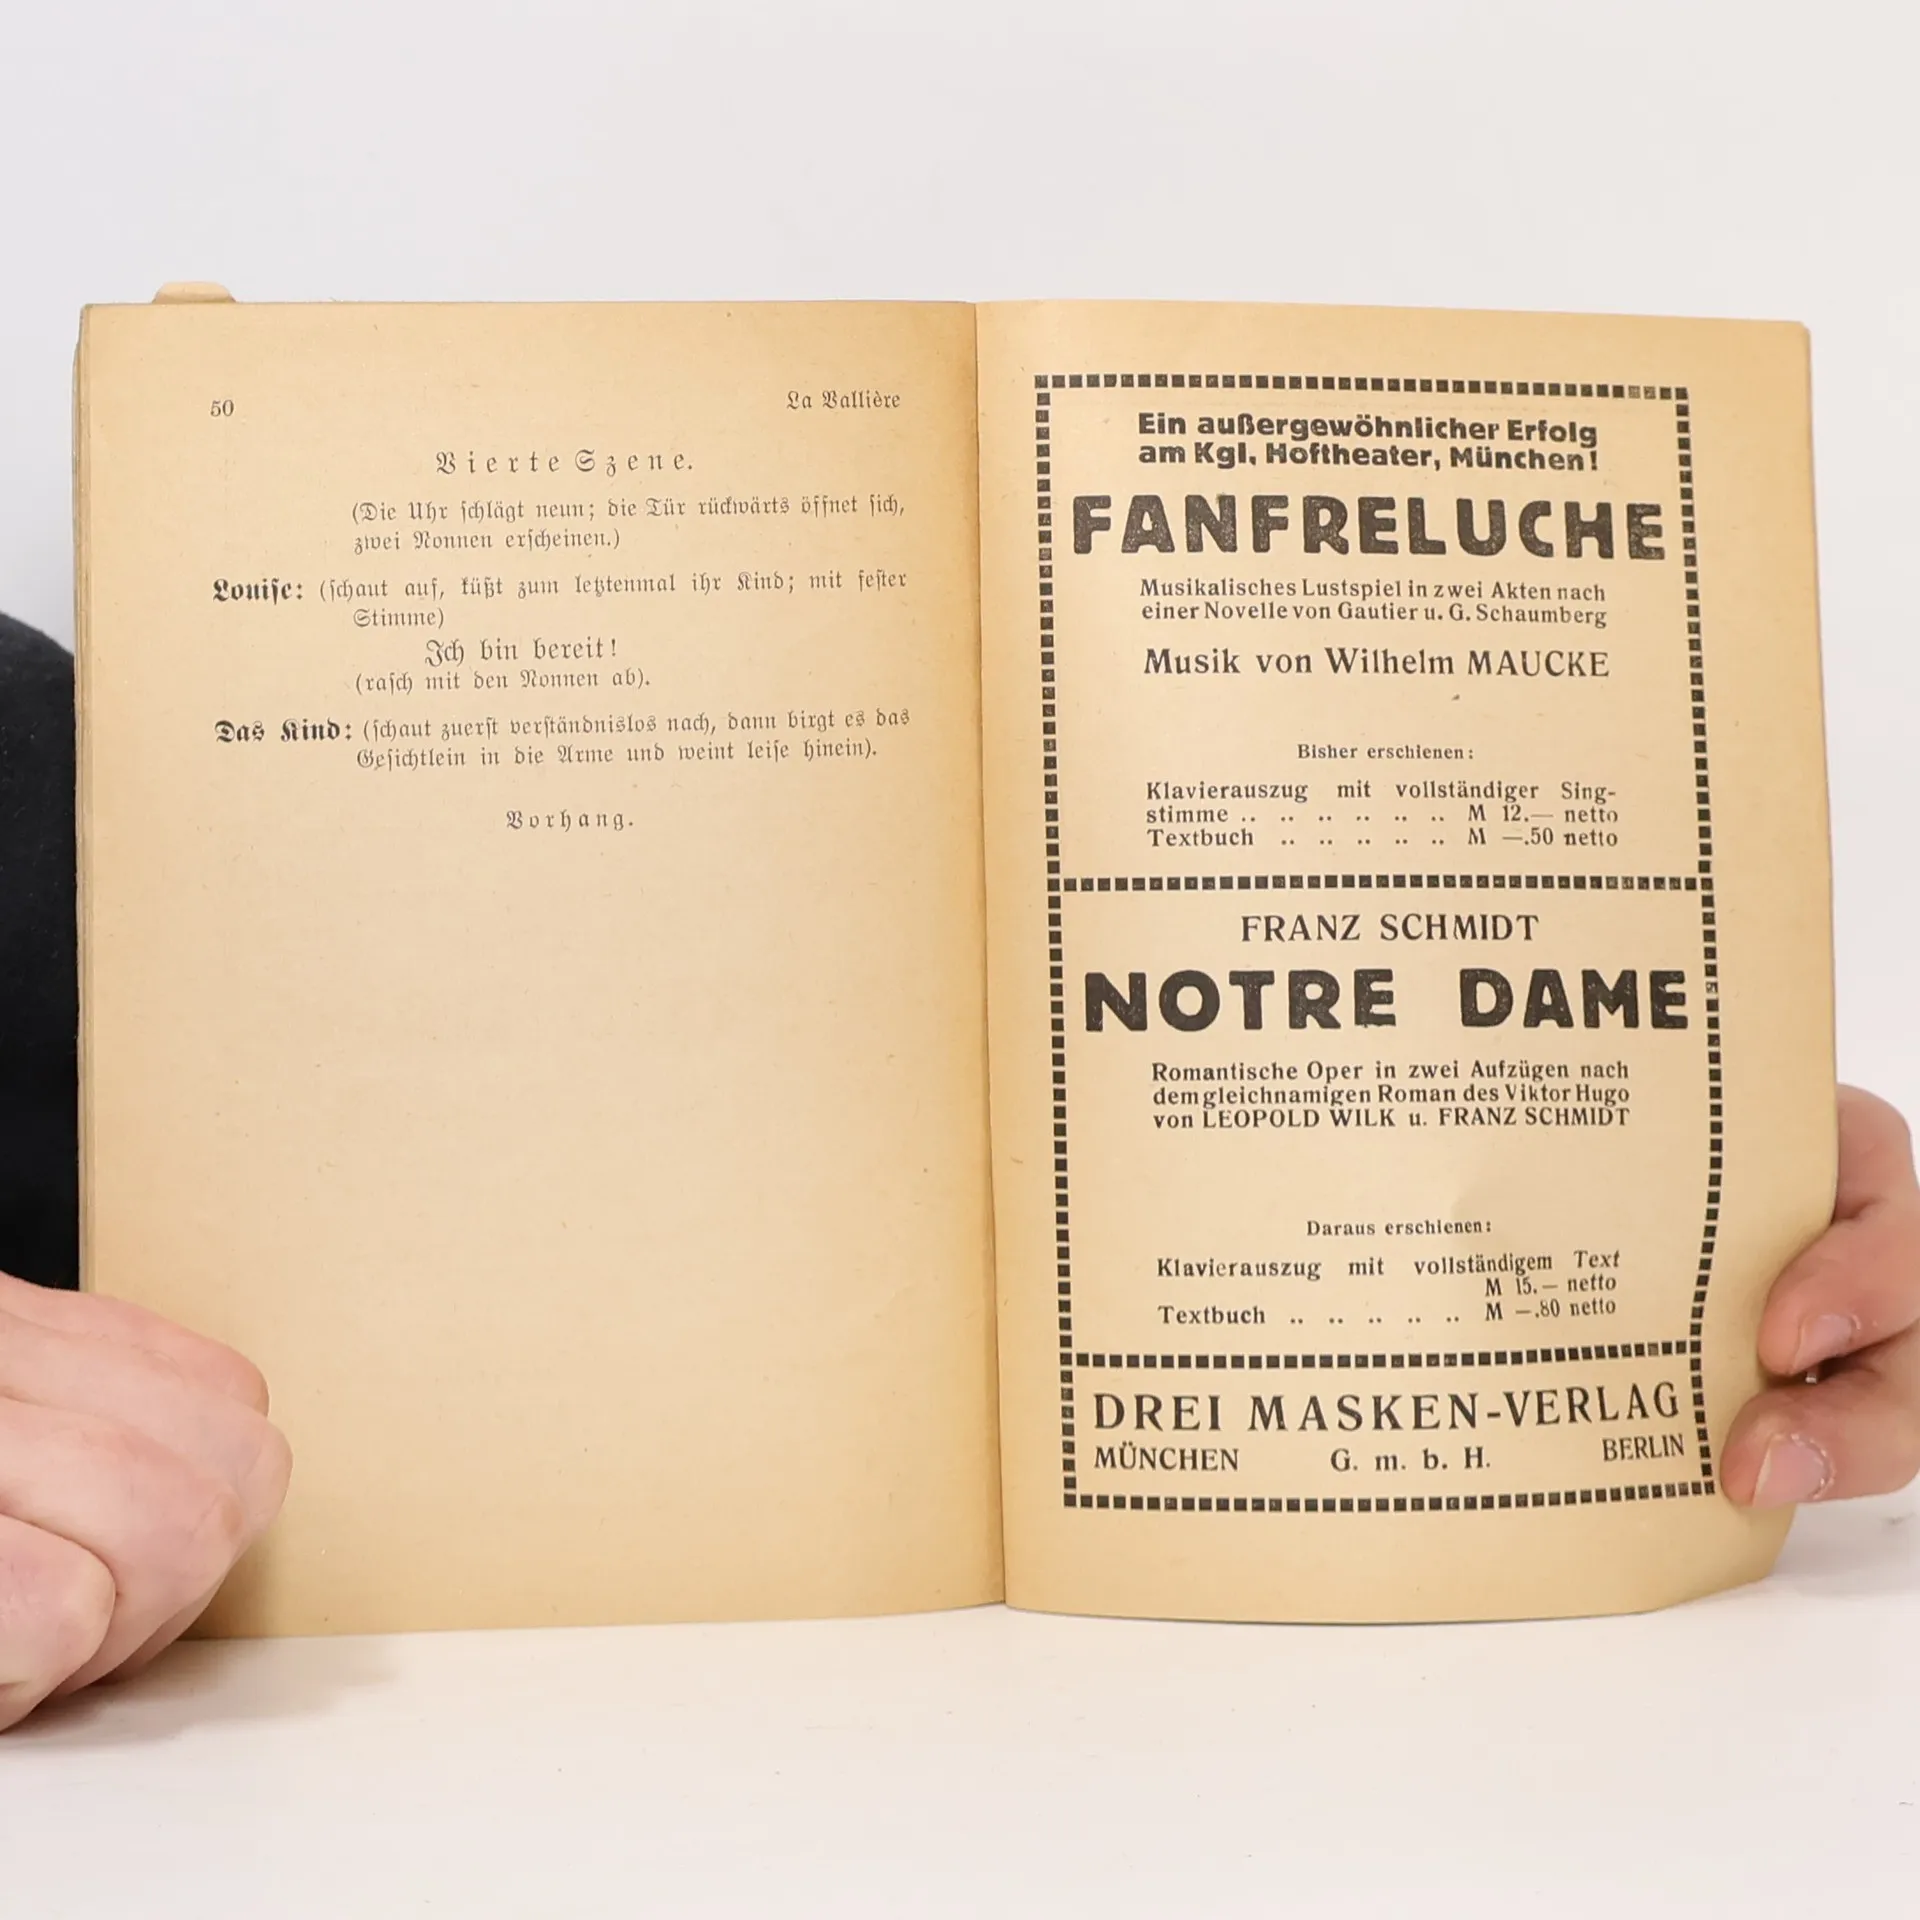 50
La Vallière
Vierte Szene.
(Die Uhr schlägt neun; die Tür rückwärts öffnet sich,
zwei Nonnen erscheinen.)
Louise: (schaut auf, küßt zum letztenmal ihr Kind; mit fester
Stimme)
Ich bin bereit!
(rasch mit den Nonnen ab).
Das Kind: (schaut zuerst verständnislos nach, dann birgt es das
Gesichtlein in die Arme und weint leise hinein).
Vorhang.
Ein außergewöhnlicher Erfolg
am Kgl. Hoftheater, München!
FANFRELUCHE
Musikalisches Lustspiel in zwei Akten nach
einer Novelle von Gautier u. G. Schaumberg
Musik von Wilhelm MAUCKE
Bisher erschienen:
Klavierauszug mit vollständiger Sing-
stimme .. .. .. .. .. .. M 12.— netto
Textbuch .. .. .. .. .. M —.50 netto
FRANZ SCHMIDT
NOTRE DAME
Romantische Oper in zwei Aufzügen nach
dem gleichnamigen Roman des Viktor Hugo
von LEOPOLD WILK u. FRANZ SCHMIDT
Daraus erschienen:
Klavierauszug mit vollständigem Text
M 15.— netto
Textbuch .. .. .. .. .. M —.80 netto
DREI MASKEN-VERLAG
MÜNCHEN G. m. b. H. BERLIN